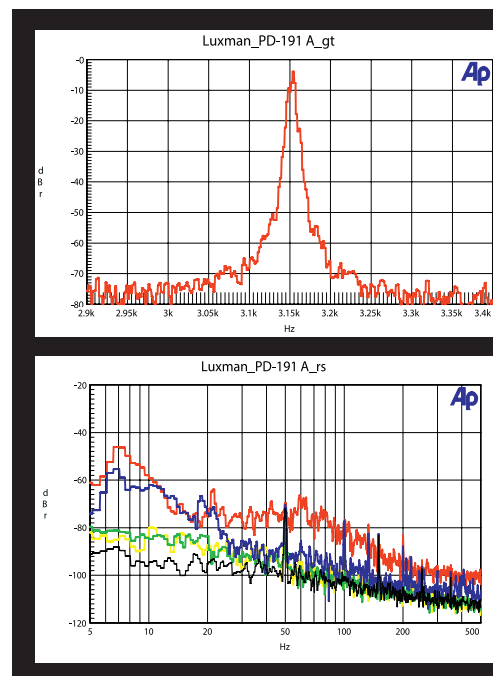 Luxman_PD-191 A_gt
Ap
-0
-10
-20
-30
-40
-50
-60
-70
-80
d
B
r
2.9k 2.95k 3k 3.05k 3.1k 3.15k 3.2k 3.25k 3.3k 3.35k 3.4k
Hz
Luxman_PD-191 A_rs
Ap
-20
-40
-60
-80
-100
-120
d
B
r
5 10 20 50 100 200 500
Hz